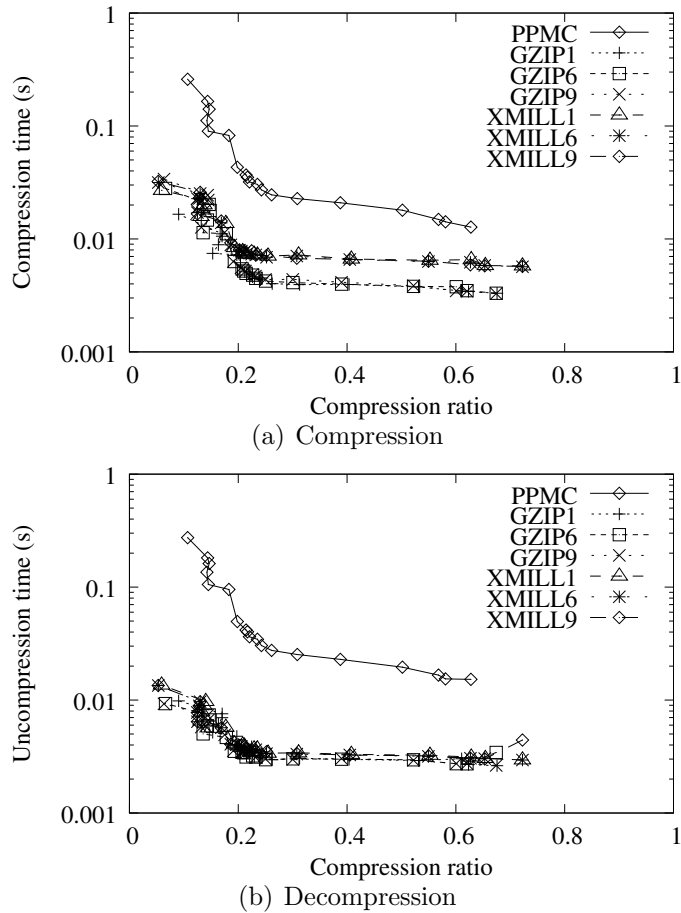 1
0.1
0.01
0.001
Compression time (s)
PPMC
GZIP1
GZIP6
GZIP9
XMILL1
XMILL6
XMILL9
0 0.2 0.4 0.6 0.8 1
Compression ratio
(a) Compression
1
0.1
0.01
0.001
Uncompression time (s)
PPMC
GZIP1
GZIP6
GZIP9
XMILL1
XMILL6
XMILL9
0 0.2 0.4 0.6 0.8 1
Compression ratio
(b) Decompression